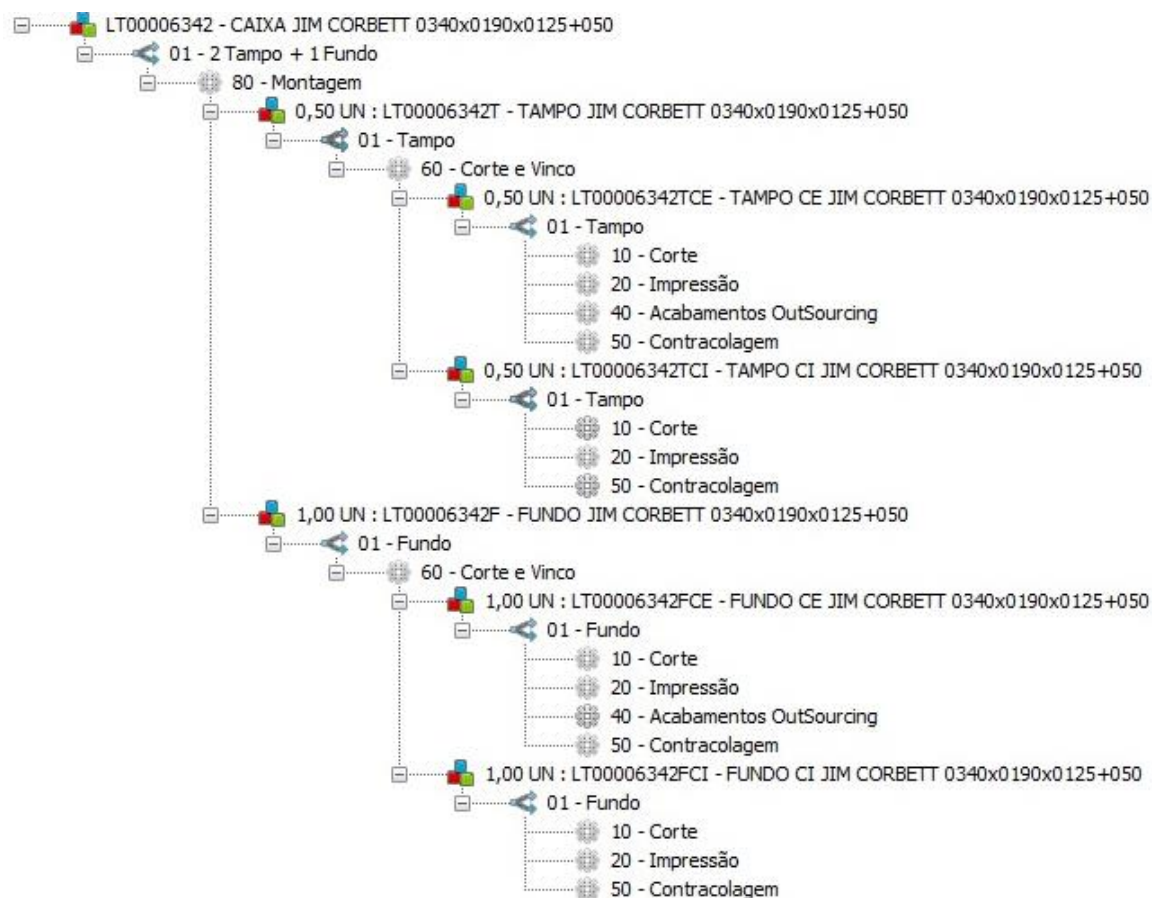 LT00006342 - CAIXA JIM CORBETT 0340x0190x0125+050
01 - 2 Tampo + 1 Fundo
80 - Montagem
0,50 UN : LT00006342T - TAMPO JIM CORBETT 0340x0190x0125+050
01 - Tampo
60 - Corte e Vinco
0,50 UN : LT00006342TCE - TAMPO CE JIM CORBETT 0340x0190x0125+050
01 - Tampo
10 - Corte
20 - Impressão
40 - Acabamentos OutSourcing
50 - Contracolagem
0,50 UN : LT00006342TCI - TAMPO CI JIM CORBETT 0340x0190x0125+050
01 - Tampo
10 - Corte
20 - Impressão
50 - Contracolagem
1,00 UN : LT00006342F - FUNDO JIM CORBETT 0340x0190x0125+050
01 - Fundo
60 - Corte e Vinco
1,00 UN : LT00006342FCE - FUNDO CE JIM CORBETT 0340x0190x0125+050
01 - Fundo
10 - Corte
20 - Impressão
40 - Acabamentos OutSourcing
50 - Contracolagem
1,00 UN : LT00006342FCI - FUNDO CI JIM CORBETT 0340x0190x0125+050
01 - Fundo
10 - Corte
20 - Impressão
50 - Contracolagem